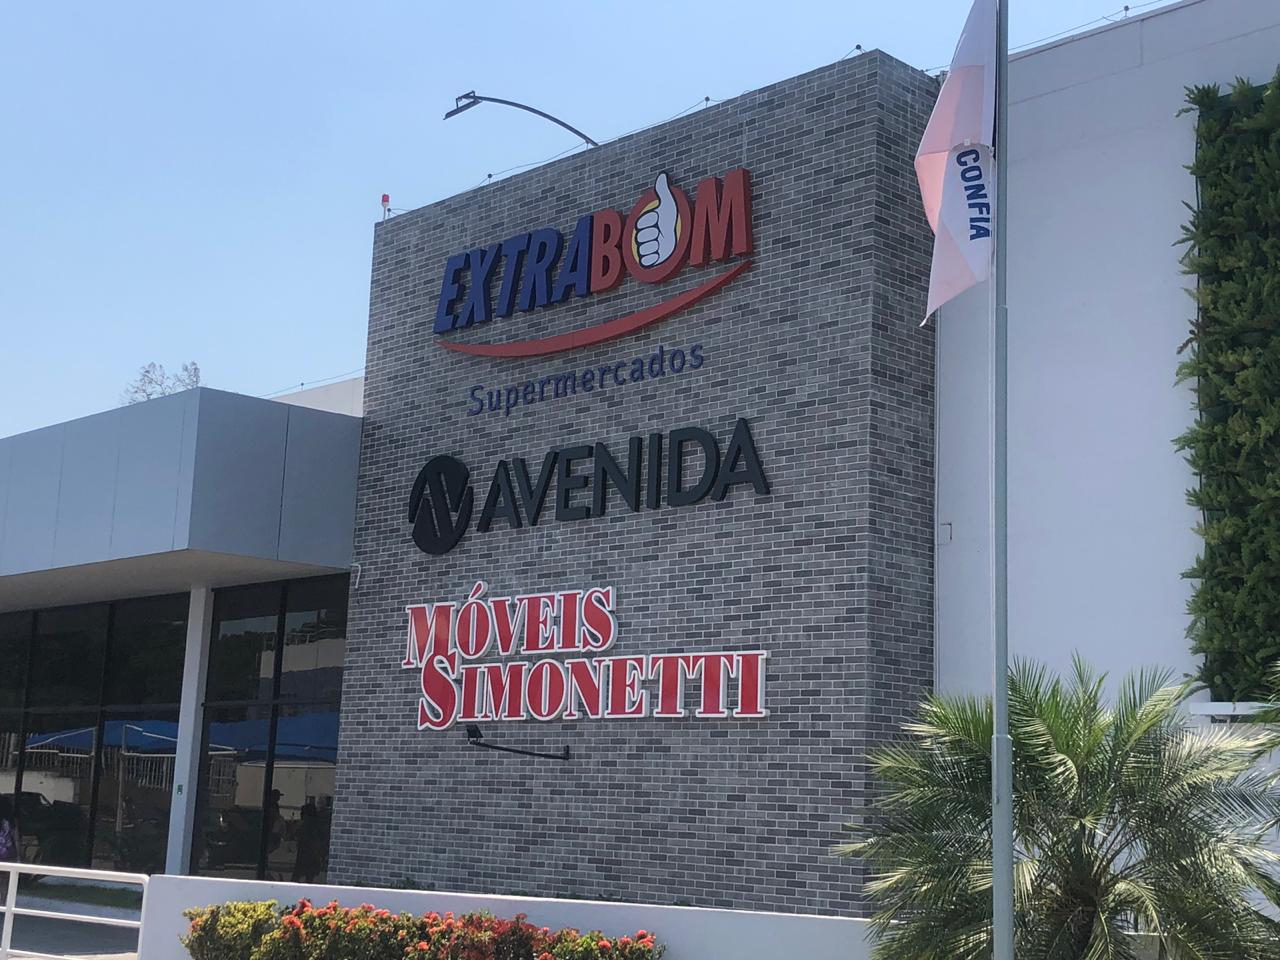 EXTRABOM
Supermercados
AVENIDA
MÓVEIS
SIMONETTI
CONFIA